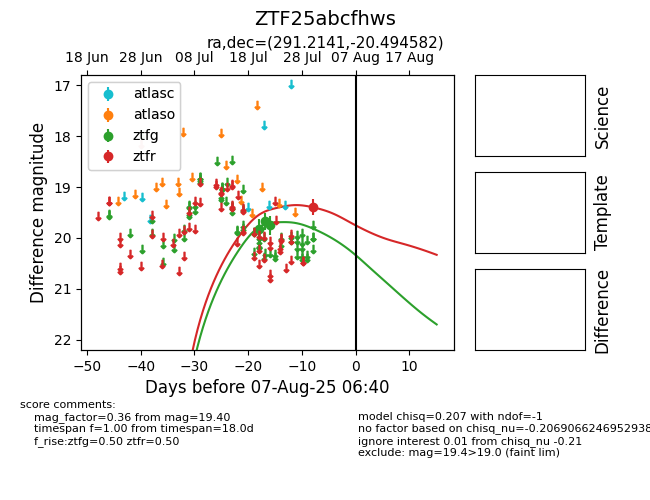 ZTF25abcfhws
ra,dec=(291.2141,-20.494582)
18 Jun 28 Jun 08 Jul 18 Jul 28 Jul 07 Aug 17 Aug
17
18
19
20
21
22
Difference magnitude
atlasc
atlaso
ztfg
ztfr
−50 −40 −30 −20 −10 0 10
Days before 07-Aug-25 06:40
Science
Template
Difference
score comments:
mag_factor=0.36 from mag=19.40
timespan f=1.00 from timespan=18.0d
f_rise:ztfg=0.50 ztfr=0.50
model chisq=0.207 with ndof=-1
no factor based on chisq_nu=-0.2069066246952938
ignore interest 0.01 from chisq_nu -0.21
exclude: mag=19.4>19.0 (faint lim)